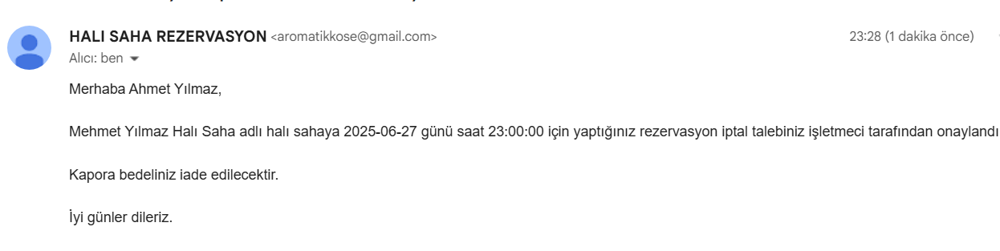 HALI SAHA REZERVASYON <aromatikkose@gmail.com> 23:28 (1 dakika önce)
Alıcı: ben
Merhaba Ahmet Yılmaz,
Mehmet Yılmaz Halı Saha adlı halı sahaya 2025-06-27 günü saat 23:00:00 için yaptığınız rezervasyon iptal talebiniz işletmeci tarafından onaylandı
Kapora bedeliniz iade edilecektir.
İyi günler dileriz.